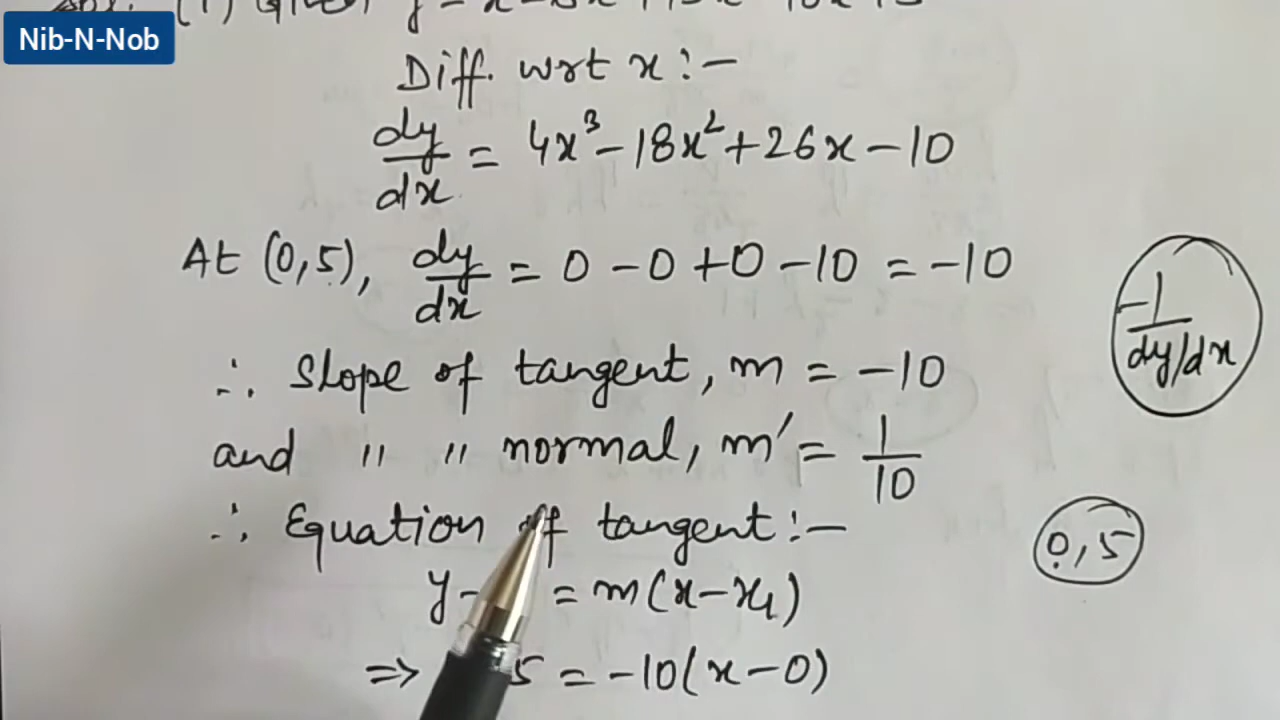 Nib-N-Nob
Diff. wrt x :-
dy/dx = 4x³ - 18x² + 26x - 10
At (0,5), dy/dx = 0 - 0 + 0 - 10 = -10
-1/dy/dx
∴ Slope of tangent, m = -10
and " " normal, m' = 1/10
∴ Equation of tangent :-
0,5
y- = m(x-x₁)
⇒ 5 = -10(x-0)